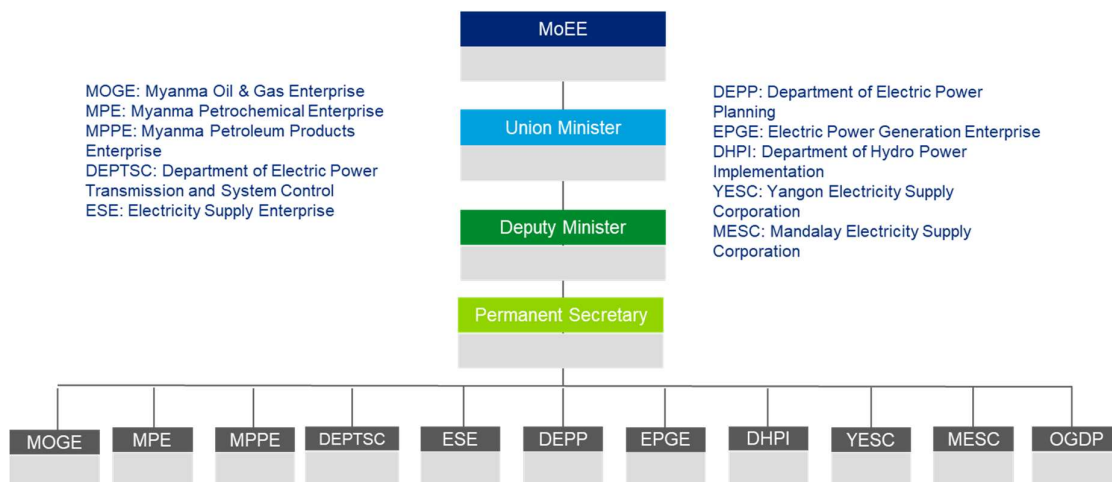 MoEE
MOGE: Myanma Oil & Gas Enterprise
MPE: Myanma Petrochemical Enterprise
MPPE: Myanma Petroleum Products
Enterprise
DEPTSC: Department of Electric Power
Transmission and System Control
ESE: Electricity Supply Enterprise
Union Minister
Deputy Minister
Permanent Secretary
DEPP: Department of Electric Power
Planning
EPGE: Electric Power Generation Enterprise
DHPI: Department of Hydro Power
Implementation
YESC: Yangon Electricity Supply
Corporation
MESC: Mandalay Electricity Supply
Corporation
MOGE
MPE
MPPE
DEPTSC
ESE
DEPP
EPGE
DHPI
YESC
MESC
OGDP